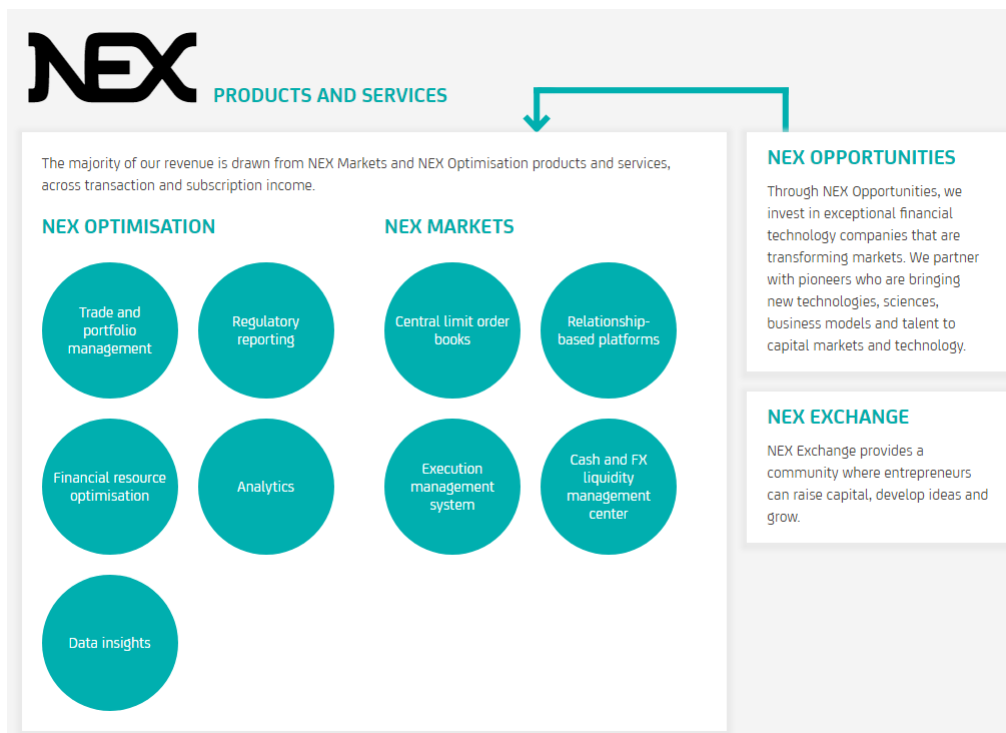 NEX
PRODUCTS AND SERVICES
The majority of our revenue is drawn from NEX Markets and NEX Optimisation products and services,
across transaction and subscription income.
NEX OPTIMISATION
Trade and
portfolio
management
Regulatory
reporting
Financial resource
optimisation
Analytics
Data insights
NEX MARKETS
Central limit order
books
Relationship-
based platforms
Execution
management
system
Cash and FX
liquidity
management
center
NEX OPPORTUNITIES
Through NEX Opportunities, we
invest in exceptional financial
technology companies that are
transforming markets. We partner
with pioneers who are bringing
new technologies, sciences,
business models and talent to
capital markets and technology.
NEX EXCHANGE
NEX Exchange provides a
community where entrepreneurs
can raise capital, develop ideas and
grow.